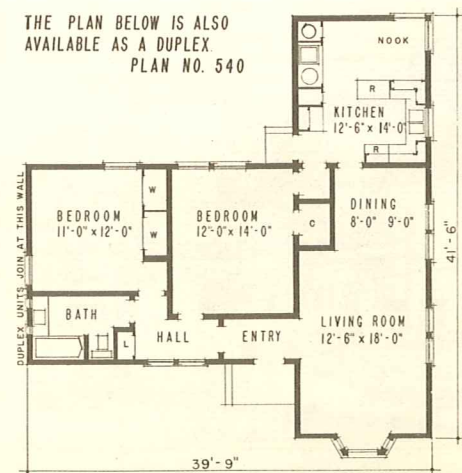 THE PLAN BELOW IS ALSO
AVAILABLE AS A DUPLEX.
PLAN NO. 540
NOOK
R
KITCHEN
12'-6" x 14'-0"
R
W
W
BEDROOM
11'-0" x 12'-0"
BEDROOM
12'-0" x 14'-0"
C
DINING
8'-0" 9'-0"
41'-6"
DUPLEX UNITS JOIN AT THIS WALL
BATH
L
HALL
ENTRY
LIVING ROOM
12'-6" x 18'-0"
39'-9"